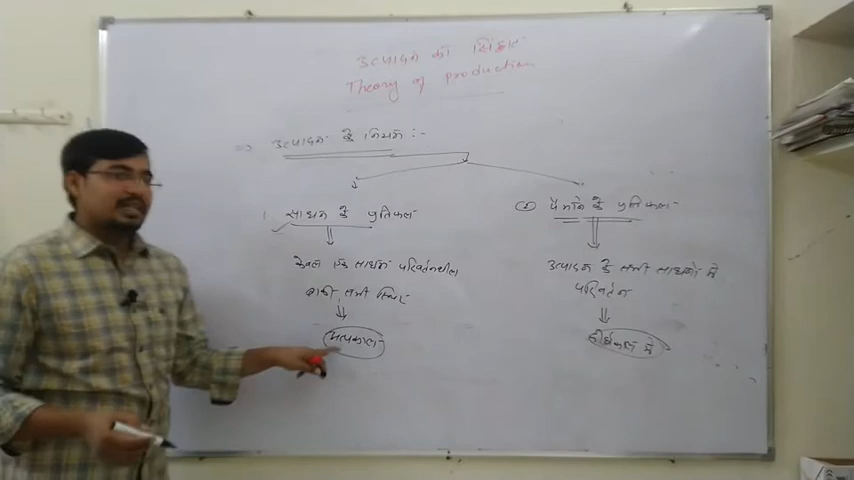 उत्पादन का सिद्धांत
Theory of production
=> उत्पादन के नियम :-
1. साधन के प्रतिफल
② पैमाने के प्रतिफल
केवल एक साधन परिवर्तनशील
बाकी सभी स्थिर
अल्पकाल
उत्पादन के सभी साधनों में
परिवर्तन
दीर्घकाल में